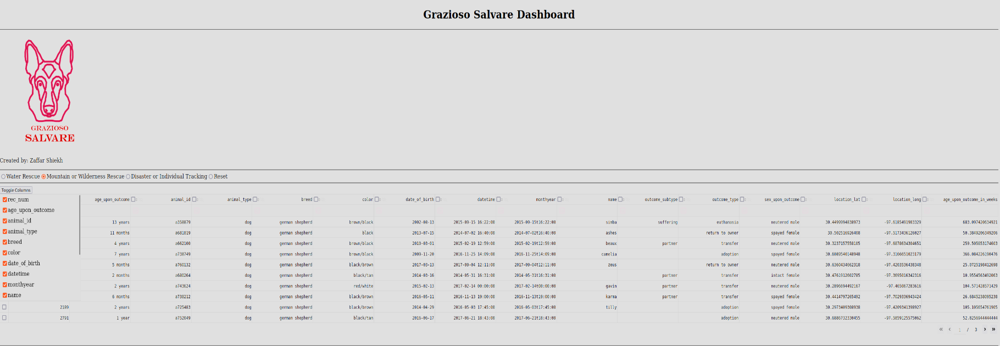 Grazioso Salvare Dashboard
GRAZIOSO
SALVARE
Created by: Zaffar Shiekh
Water Rescue Mountain or Wilderness Rescue Disaster or Individual Tracking Reset
Toggle Columns
rec_num
age_upon_outcome
animal_id
animal_type
breed
color
date_of_birth
datetime
monthyear
name
age_upon_outcome animal_id animal_type breed color date_of_birth datetime monthyear name outcome_subtype outcome_type sex_upon_outcome location_lat location_long age_upon_outcome_in_weeks
13 years a358879 dog german shepherd brown/black 2002-08-13 2015-09-15 16:22:00 2015-09-15t16:22:00 simba suffering euthanasia neutered male 30.4499994838973 -97.6185491983329 683.097420634921
11 months a681819 dog german shepherd black 2013-07-15 2014-07-02 16:40:00 2014-07-02t16:40:00 ashes return to owner spayed female 30.502516926408 -97.5173436126027 50.3849206349206
4 years a662100 dog german shepherd brown/black 2010-03-01 2015-02-19 12:59:00 2015-02-19t12:59:00 beaux partner transfer neutered male 30.3237157558105 -97.6878634304651 259.505853174603
7 years a738749 dog german shepherd brown/black 2009-11-20 2016-11-25 14:09:00 2016-11-25t14:09:00 camelia adoption spayed female 30.6089540148948 -97.3166651023179 366.084226190476
5 months a760132 dog german shepherd black/brown 2017-03-13 2017-09-04 12:11:00 2017-09-04t12:11:00 zeus return to owner neutered male 30.6360434662318 -97.4203536438348 25.0725198412698
2 months a680264 dog german shepherd black/tan 2014-03-16 2014-05-31 16:31:00 2014-05-31t16:31:00 partner transfer intact female 30.4761912602785 -97.3695016342316 10.9554563492063
2 years a743624 dog german shepherd red/white 2015-02-13 2017-02-14 00:00:00 2017-02-14t00:00:00 gavin partner transfer neutered male 30.2896694492167 -97.465067283616 104.571428571429
6 months a738212 dog german shepherd black/brown 2016-05-11 2016-11-13 19:00:00 2016-11-13t19:00:00 karma partner transfer spayed female 30.4414797265492 -97.7029336943424 26.6845238095238
2189 2 years a725483 dog german shepherd black/brown 2014-04-29 2016-05-03 17:45:00 2016-05-03t17:45:00 tilly adoption spayed female 30.2973409308938 -97.4209341398927 105.105654761905
2791 1 year a752049 dog german shepherd black/tan 2016-06-17 2017-06-21 18:43:00 2017-06-21t18:43:00 adoption neutered male 30.6886732330455 -97.5859125575062 52.8256944444444
1 / 3